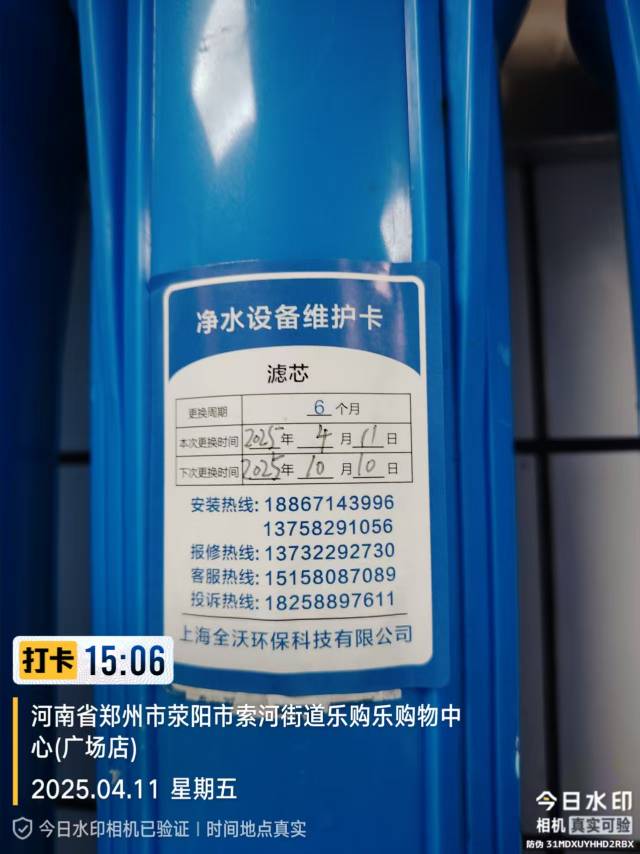 净水设备维护卡
滤芯
更换周期 6 个月
本次更换时间 2025 年 4 月 11 日
下次更换时间 2025 年 10 月 10 日
安装热线: 18867143996
13758291056
报修热线: 13732292730
客服热线: 15158087089
投诉热线: 18258897611
上海全沃环保科技有限公司
打卡 15:06
河南省郑州市荥阳市索河街道乐购乐购物中
心(广场店)
2025.04.11 星期五
今日水印相机已验证 | 时间地点真实
今日水印
相机 真实可验
防伪 31MDXUYHHD2RBX